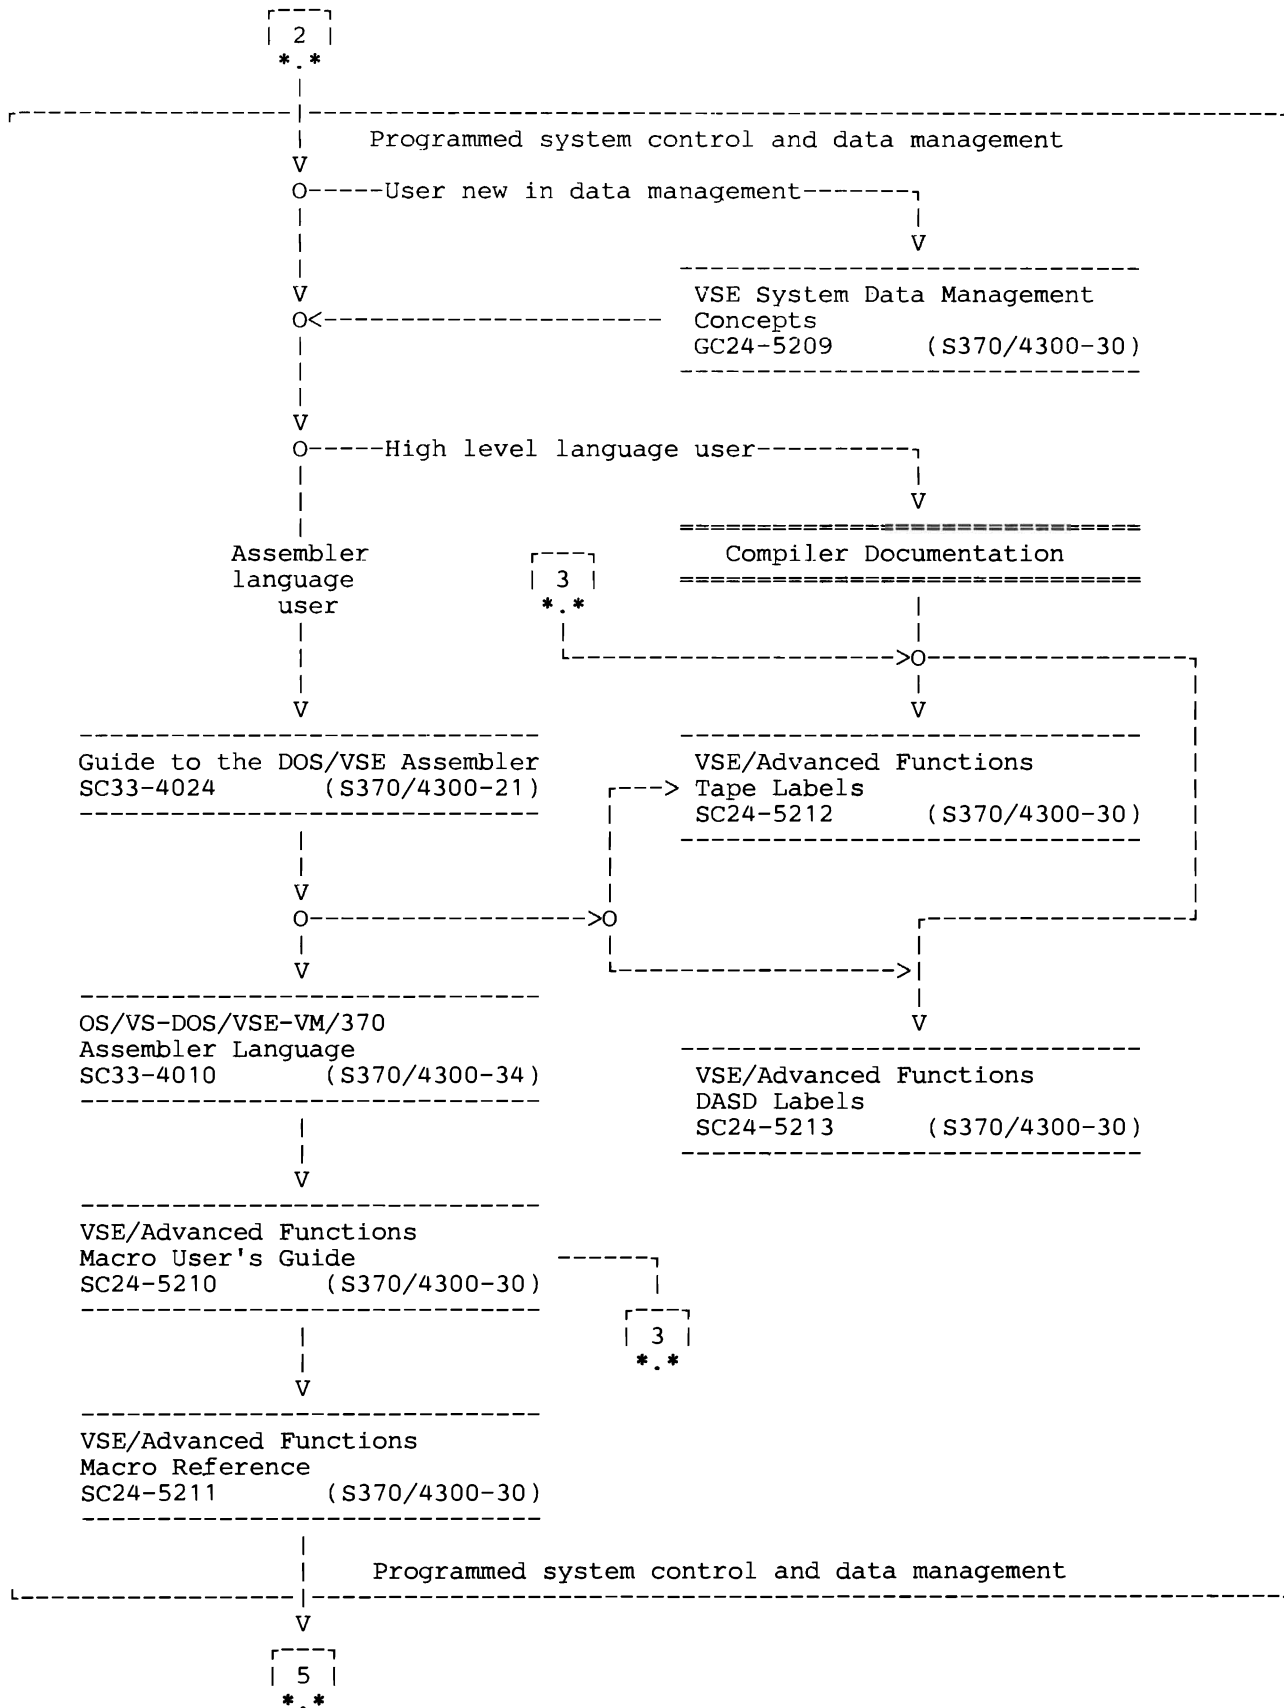 2
Programmed system control and data management
User new in data management
VSE System Data Management
Concepts
GC24-5209 (S370/4300-30)
High level language user
Compiler Documentation
Assembler
language
user
3
Guide to the DOS/VSE Assembler
SC33-4024 (S370/4300-21)
VSE/Advanced Functions
Tape Labels
SC24-5212 (S370/4300-30)
OS/VS-DOS/VSE-VM/370
Assembler Language
SC33-4010 (S370/4300-34)
VSE/Advanced Functions
DASD Labels
SC24-5213 (S370/4300-30)
VSE/Advanced Functions
Macro User's Guide
SC24-5210 (S370/4300-30)
3
VSE/Advanced Functions
Macro Reference
SC24-5211 (S370/4300-30)
Programmed system control and data management
5